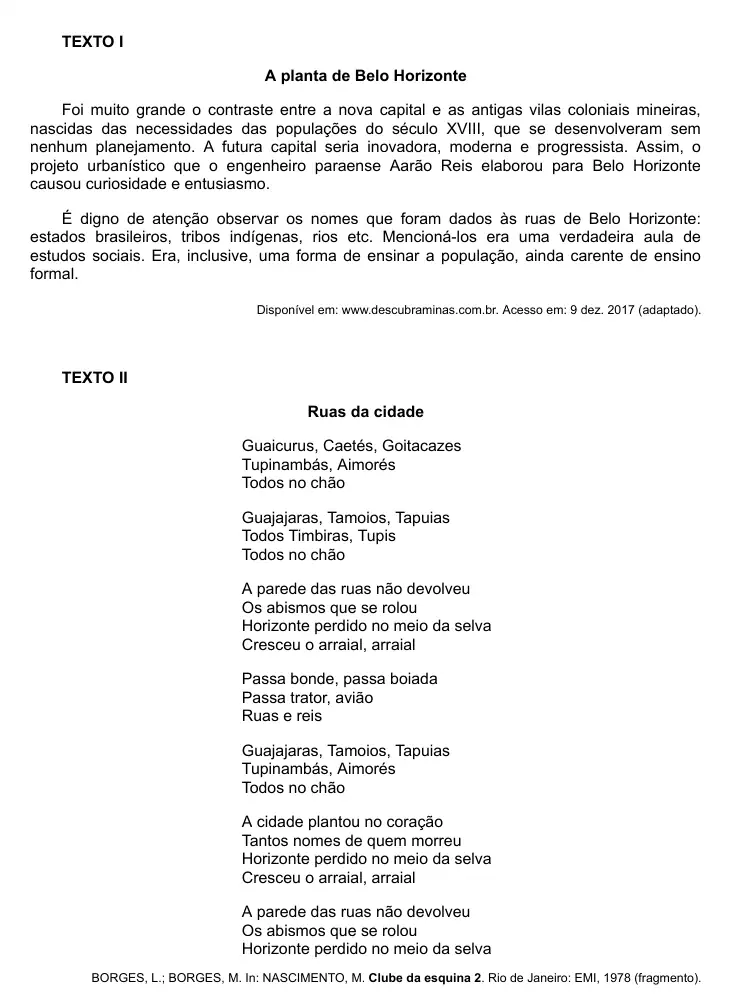 TEXTO I
A planta de Belo Horizonte
Foi muito grande o contraste entre a nova capital e as antigas vilas coloniais mineiras,
nascidas das necessidades das populações do século XVIII, que se desenvolveram sem
nenhum planejamento. A futura capital seria inovadora, moderna e progressista. Assim, o
projeto urbanístico que o engenheiro paraense Aarão Reis elaborou para Belo Horizonte
causou curiosidade e entusiasmo.
É digno de atenção observar os nomes que foram dados às ruas de Belo Horizonte:
estados brasileiros, tribos indígenas, rios etc. Mencioná-los era uma verdadeira aula de
estudos sociais. Era, inclusive, uma forma de ensinar a população, ainda carente de ensino
formal.
Disponível em: www.descubraminas.com.br. Acesso em: 9 dez. 2017 (adaptado).
TEXTO II
Ruas da cidade
Guaicurus, Caetés, Goitacazes
Tupinambás, Aimorés
Todos no chão
Guajajaras, Tamoios, Tapuias
Todos Timbiras, Tupis
Todos no chão
A parede das ruas não devolveu
Os abismos que se rolou
Horizonte perdido no meio da selva
Cresceu o arraial, arraial
Passa bonde, passa boiada
Passa trator, avião
Ruas e reis
Guajajaras, Tamoios, Tapuias
Tupinambás, Aimorés
Todos no chão
A cidade plantou no coração
Tantos nomes de quem morreu
Horizonte perdido no meio da selva
Cresceu o arraial, arraial
A parede das ruas não devolveu
Os abismos que se rolou
Horizonte perdido no meio da selva
BORGES, L.; BORGES, M. In: NASCIMENTO, M. Clube da esquina 2. Rio de Janeiro: EMI, 1978 (fragmento).